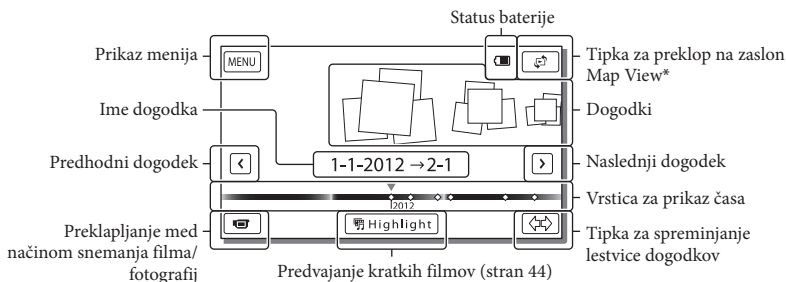 Status baterije
Prikaz menija
MENU
Tipka za preklop na zaslon
Map View*
Ime dogodka
Dogodki
Predhodni dogodek
1-1-2012 →2-1
Naslednji dogodek
2012
Vrstica za prikaz časa
Preklapljanje med
načinom snemanja filma/
fotografij
Highlight
Tipka za spreminjanje
lestvice dogodkov
Predvajanje kratkih filmov (stran 44)